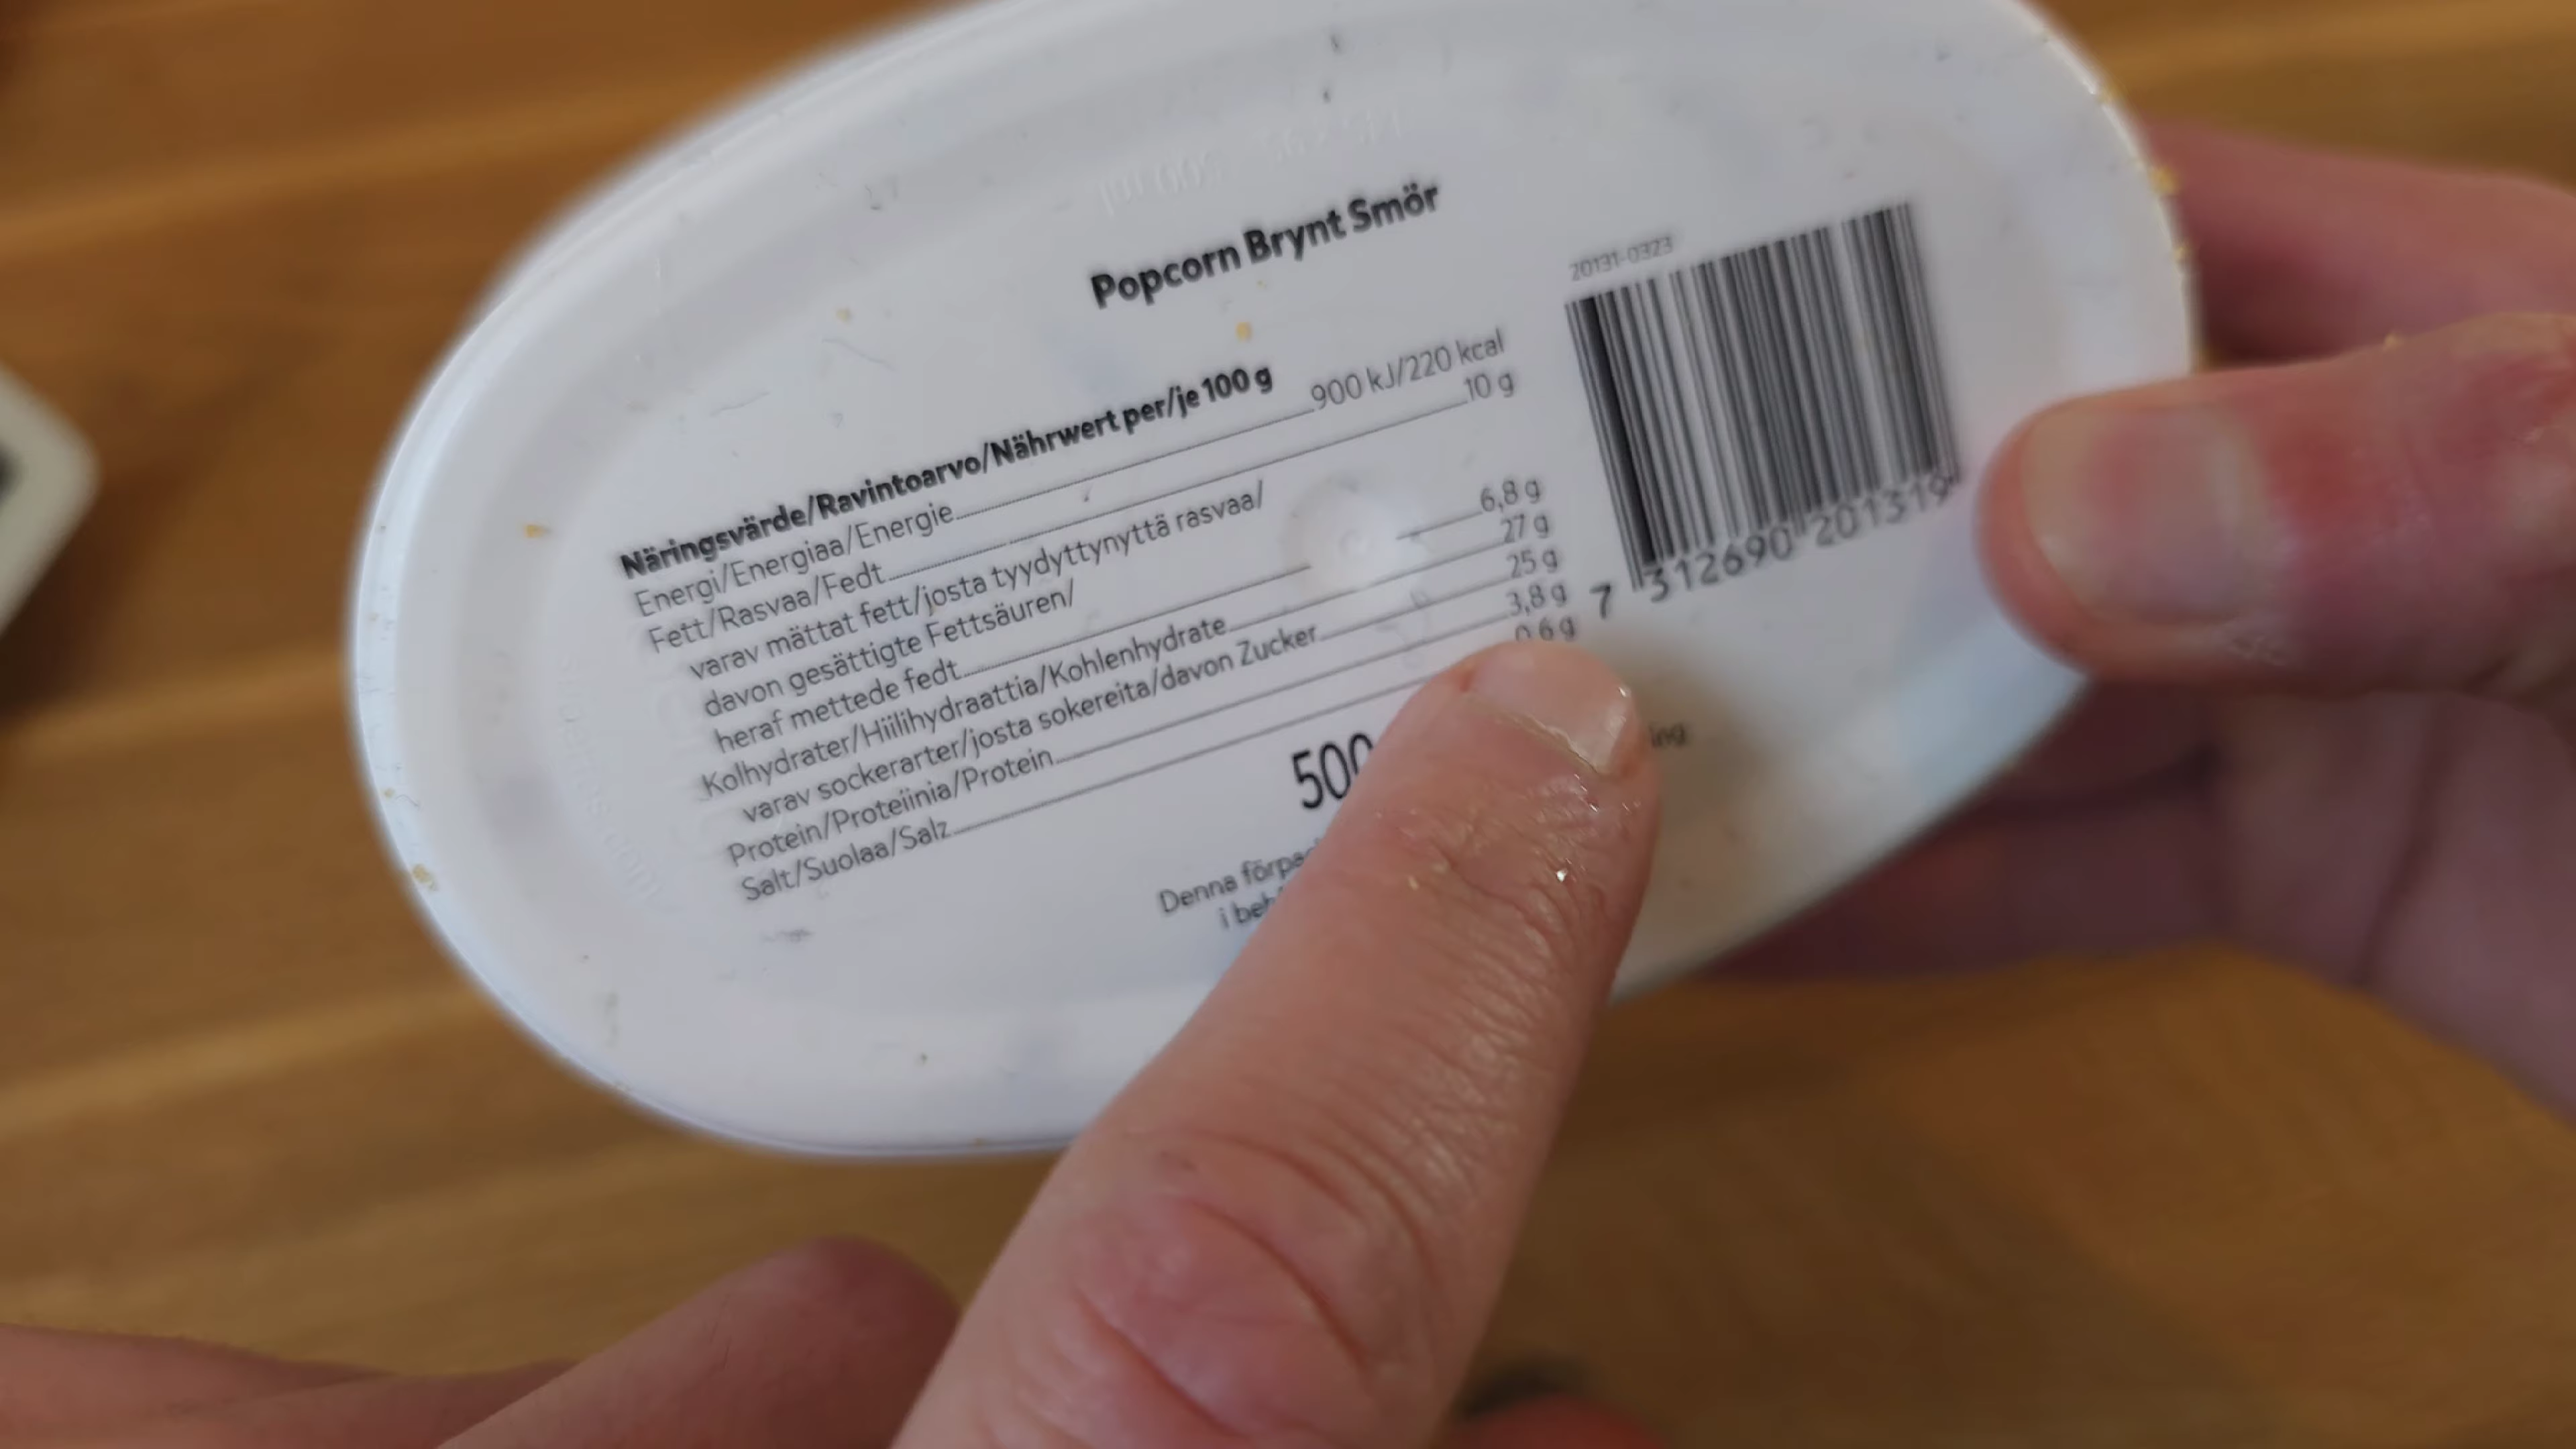 Popcorn Brynt Smör
20131-0323
Näringsvärde/Ravintoarvo/Nährwert per/je 100 g
Energi/Energiaa/Energie 900 kJ/220 kcal
Fett/Rasvaa/Fedt 10 g
varav mättat fett/josta tyydyttynyttä rasvaa/
davon gesättigte Fettsäuren/
heraf mettede fedt 6,8 g
Kolhydrater/Hiilihydraattia/Kohlenhydrate 27 g
varav sockerarter/josta sokereita/davon Zucker 25 g
Protein/Proteiinia/Protein 3,8 g
Salt/Suolaa/Salz 0,6 g
7 312690 201319
500
Denna
i